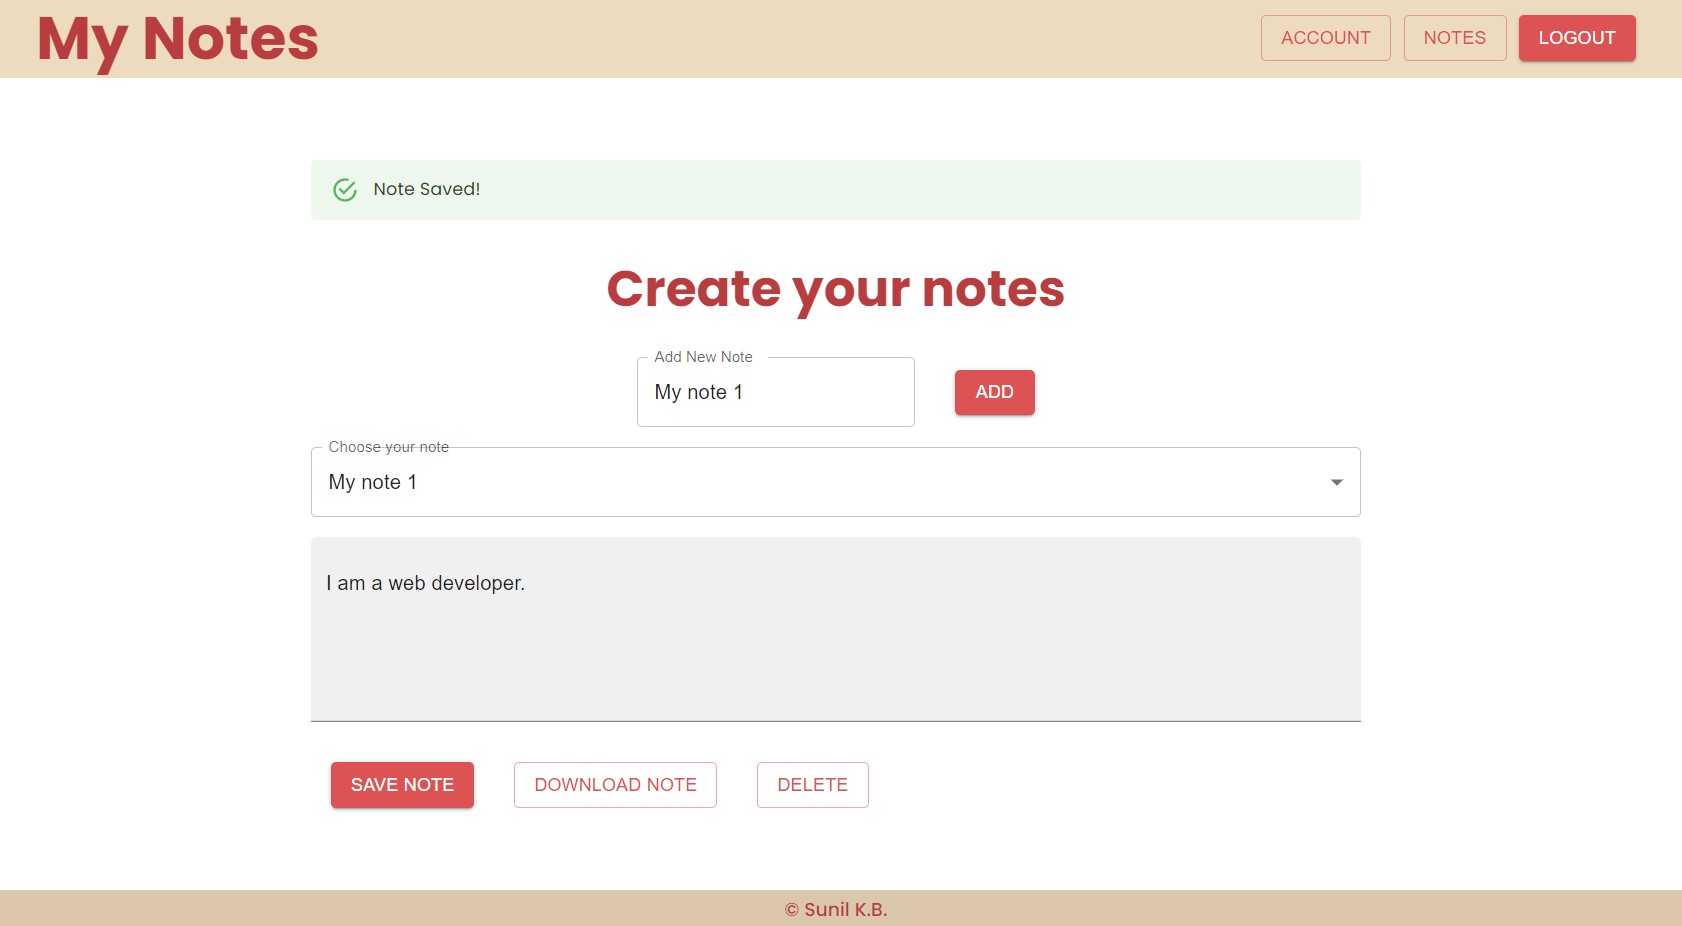 My Notes
ACCOUNT NOTES LOGOUT
Note Saved!
Create your notes
Add New Note
My note 1
ADD
Choose your note
My note 1
I am a web developer.
SAVE NOTE DOWNLOAD NOTE DELETE
© Sunil K.B.